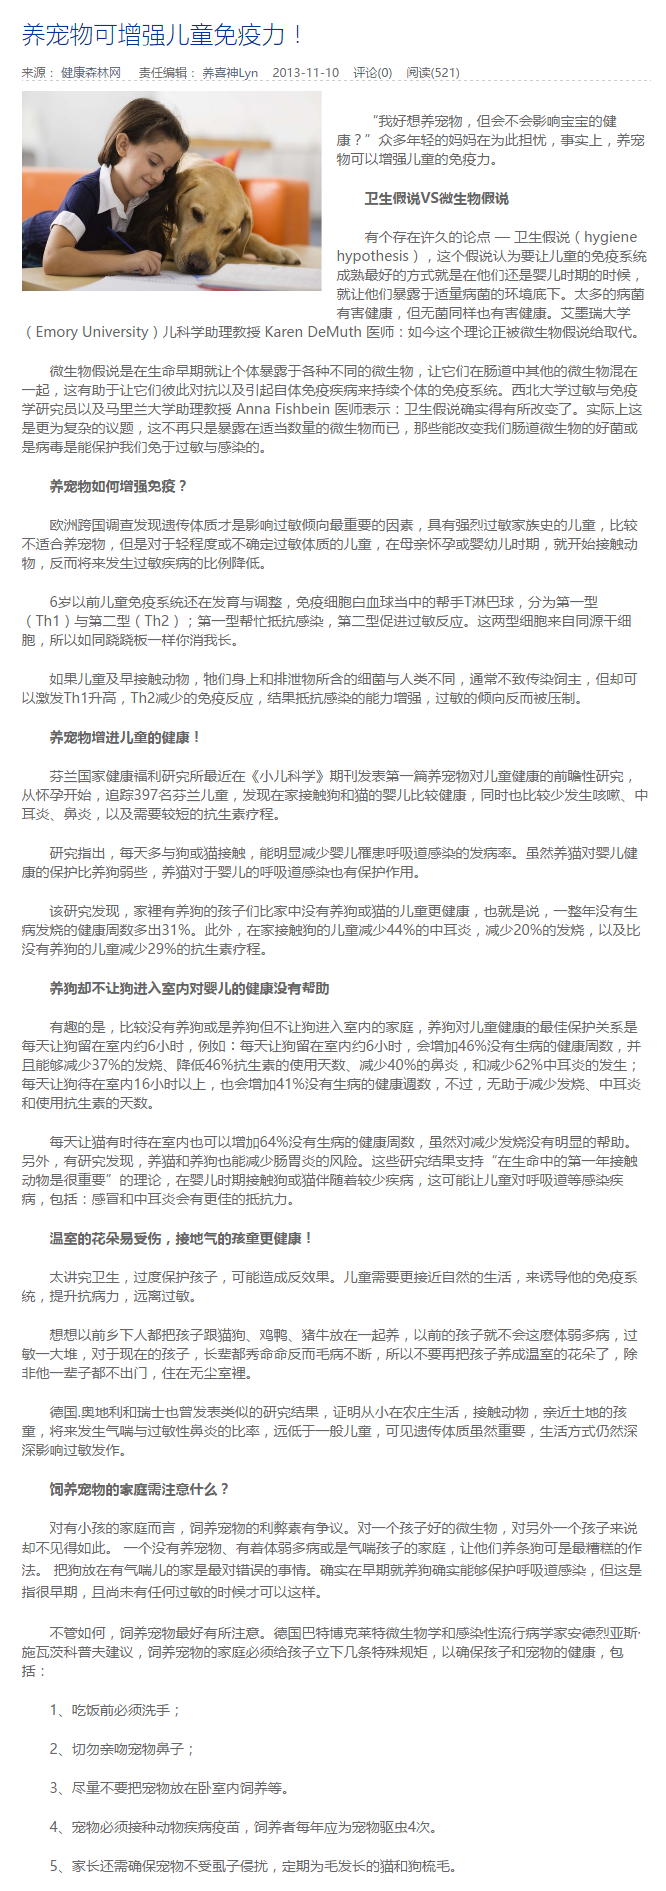 养宠物可增强儿童免疫力！
来源： 健康森林网 责任编辑： 养喜神Lyn 2013-11-10 评论(0) 阅读(521)
“我好想养宠物，但会不会影响宝宝的健
康？”众多年轻的妈妈在为此担忧，事实上，养宠
物可以增强儿童的免疫力。
卫生假说VS微生物假说
有个存在许久的论点 — 卫生假说（hygiene
hypothesis），这个假说认为要让儿童的免疫系统
成熟最好的方式就是在他们还是婴儿时期的时候，
就让他们暴露于适量病菌的环境底下。太多的病菌
有害健康，但无菌同样也有害健康。艾墨瑞大学
（Emory University）儿科学助理教授 Karen DeMuth 医师：如今这个理论正被微生物假说给取代。
微生物假说是在生命早期就让个体暴露于各种不同的微生物，让它们在肠道中其他的微生物混在
一起，这有助于让它们彼此对抗以及引起自体免疫疾病来持续个体的免疫系统。西北大学过敏与免疫
学研究员以及马里兰大学助理教授 Anna Fishbein 医师表示：卫生假说确实得有所改变了。实际上这
是更为复杂的议题，这不再只是暴露在适当数量的微生物而已，那些能改变我们肠道微生物的好菌或
是病毒是能保护我们免于过敏与感染的。
养宠物如何增强免疫？
欧洲跨国调查发现遗传体质才是影响过敏倾向最重要的因素，具有强烈过敏家族史的儿童，比较
不适合养宠物，但是对于轻程度或不确定过敏体质的儿童，在母亲怀孕或婴幼儿时期，就开始接触动
物，反而将来发生过敏疾病的比例降低。
6岁以前儿童免疫系统还在发育与调整，免疫细胞白血球当中的帮手T淋巴球，分为第一型
（Th1）与第二型（Th2）；第一型帮忙抵抗感染，第二型促进过敏反应。这两型细胞来自同源干细
胞，所以如同跷跷板一样你消我长。
如果儿童及早接触动物，牠们身上和排泄物所含的细菌与人类不同，通常不致传染饲主，但却可
以激发Th1升高，Th2减少的免疫反应，结果抵抗感染的能力增强，过敏的倾向反而被压制。
养宠物增进儿童的健康！
芬兰国家健康福利研究所最近在《小儿科学》期刊发表第一篇养宠物对儿童健康的前瞻性研究，
从怀孕开始，追踪397名芬兰儿童，发现在家接触狗和猫的婴儿比较健康，同时也比较少发生咳嗽、中
耳炎、鼻炎，以及需要较短的抗生素疗程。
研究指出，每天多与狗或猫接触，能明显减少婴儿罹患呼吸道感染的发病率。虽然养猫对婴儿健
康的保护比养狗弱些，养猫对于婴儿的呼吸道感染也有保护作用。
该研究发现，家裡有养狗的孩子们比家中没有养狗或猫的儿童更健康，也就是说，一整年没有生
病发烧的健康周数多出31%。此外，在家接触狗的儿童减少44%的中耳炎，减少20%的发烧，以及比
没有养狗的儿童减少29%的抗生素疗程。
养狗却不让狗进入室内对婴儿的健康没有帮助
有趣的是，比较没有养狗或是养狗但不让狗进入室内的家庭，养狗对儿童健康的最佳保护关系是
每天让狗留在室内约6小时，例如：每天让狗留在室内约6小时，会增加46%没有生病的健康周数，并
且能够减少37%的发烧、降低46%抗生素的使用天数、减少40%的鼻炎，和减少62%中耳炎的发生；
每天让狗待在室内16小时以上，也会增加41%没有生病的健康週数，不过，无助于减少发烧、中耳炎
和使用抗生素的天数。
每天让猫有时待在室内也可以增加64%没有生病的健康周数，虽然对减少发烧没有明显的帮助。
另外，有研究发现，养猫和养狗也能减少肠胃炎的风险。这些研究结果支持“在生命中的第一年接触
动物是很重要”的理论，在婴儿时期接触狗或猫伴随着较少疾病，这可能让儿童对呼吸道等感染疾
病，包括：感冒和中耳炎会有更佳的抵抗力。
温室的花朵易受伤，接地气的孩童更健康！
太讲究卫生，过度保护孩子，可能造成反效果。儿童需要更接近自然的生活，来诱导他的免疫系
统，提升抗病力，远离过敏。
想想以前乡下人都把孩子跟猫狗、鸡鸭、猪牛放在一起养，以前的孩子就不会这麽体弱多病，过
敏一大堆，对于现在的孩子，长辈都秀命命反而毛病不断，所以不要再把孩子养成温室的花朵了，除
非他一辈子都不出门，住在无尘室裡。
德国.奥地利和瑞士也曾发表类似的研究结果，证明从小在农庄生活，接触动物，亲近土地的孩
童，将来发生气喘与过敏性鼻炎的比率，远低于一般儿童，可见遗传体质虽然重要，生活方式仍然深
深影响过敏发作。
饲养宠物的家庭需注意什么？
对有小孩的家庭而言，饲养宠物的利弊素有争议。对一个孩子好的微生物，对另外一个孩子来说
却不见得如此。 一个没有养宠物、有着体弱多病或是气喘孩子的家庭，让他们养条狗可是最糟糕的作
法。 把狗放在有气喘儿的家是最对错误的事情。确实在早期就养狗确实能够保护呼吸道感染，但这是
指很早期，且尚未有任何过敏的时候才可以这样。
不管如何，饲养宠物最好有所注意。德国巴特博克莱特微生物学和感染性流行病学家安德烈亚斯·
施瓦茨科普夫建议，饲养宠物的家庭必须给孩子立下几条特殊规矩，以确保孩子和宠物的健康，包
括：
1、吃饭前必须洗手；
2、切勿亲吻宠物鼻子；
3、尽量不要把宠物放在卧室内饲养等。
4、宠物必须接种动物疾病疫苗，饲养者每年应为宠物驱虫4次。
5、家长还需确保宠物不受虱子侵扰，定期为毛发长的猫和狗梳毛。